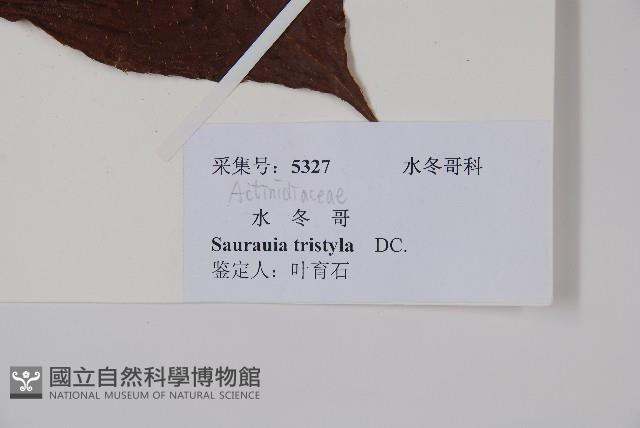 采集号：5327 水冬哥科
Actinidiaceae
水 冬 哥
Saurauia tristyla DC.
鉴定人：叶育石
國立自然科學博物館
NATIONAL MUSEUM OF NATURAL SCIENCE